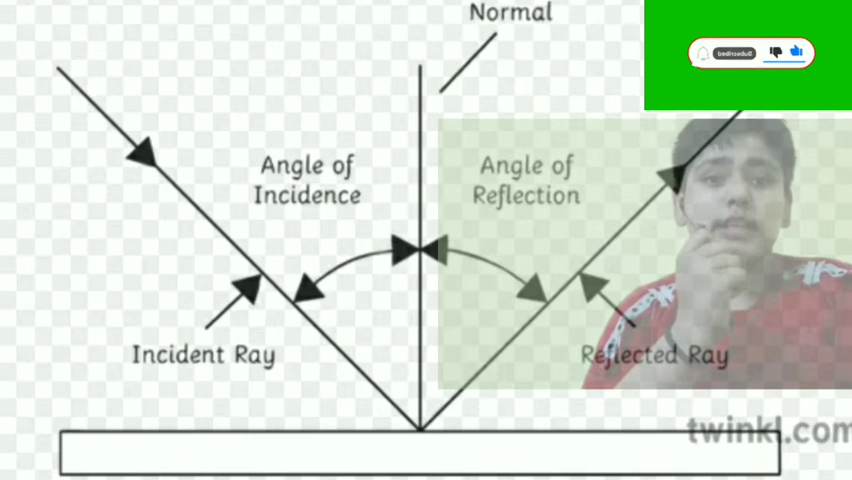 Normal
Angle of
Incidence
Angle of
Reflection
Incident Ray
Reflected Ray
twinkl.com